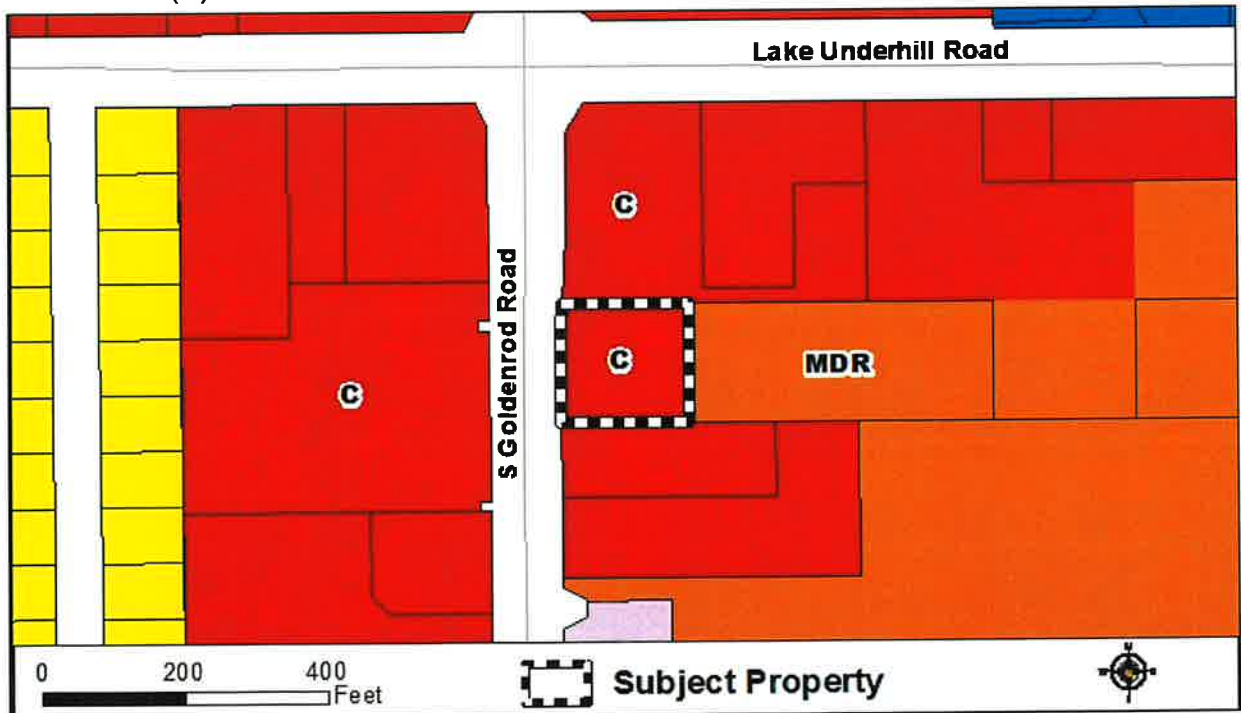 Lake Underhill Road
C
S Goldenrod Road
C
MDR
C
0 200 400
Feet
Subject Property